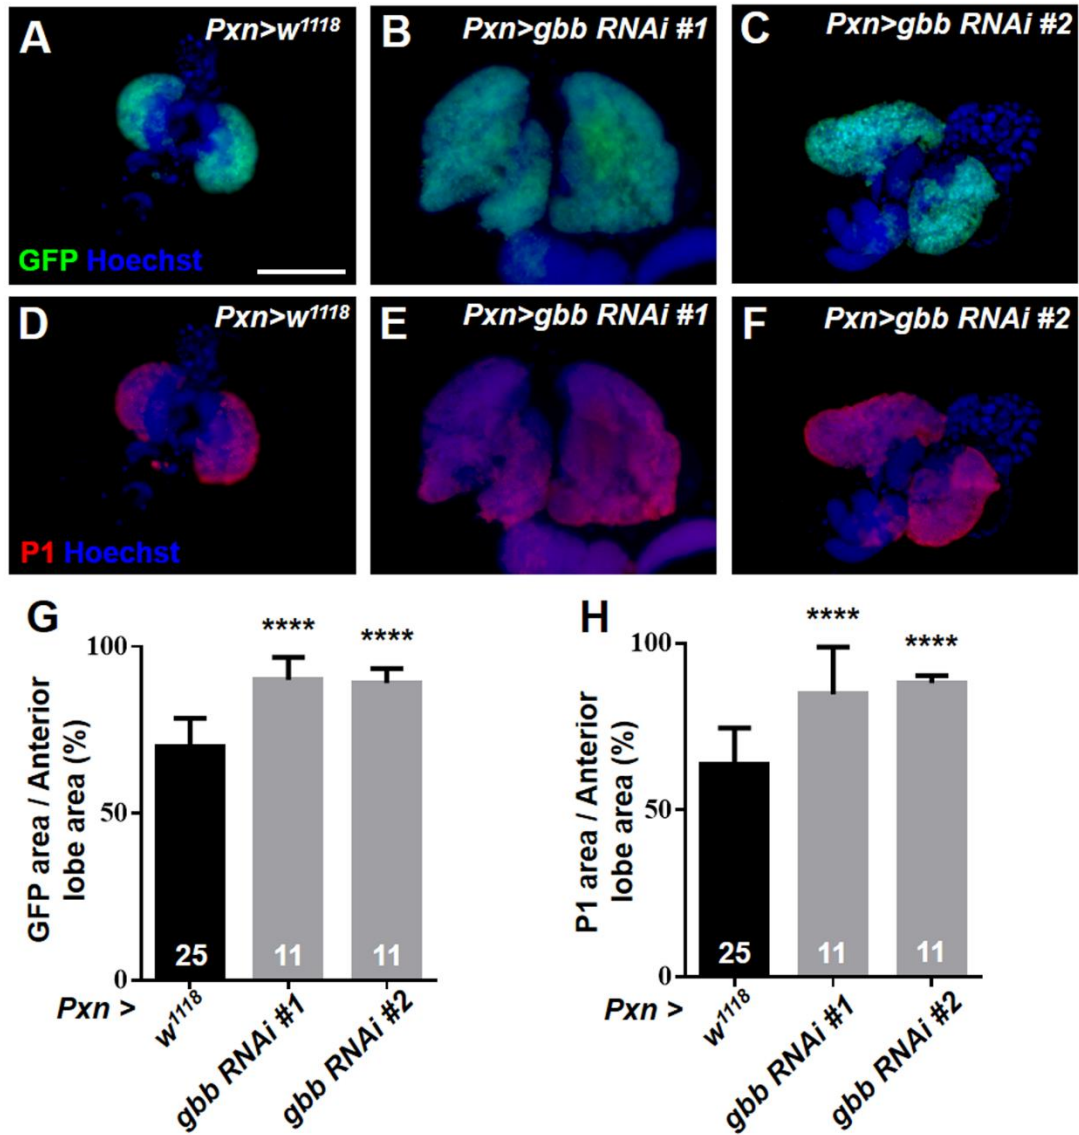 A
Pxn>w1118
B
Pxn>gbb RNAi #1
C
Pxn>gbb RNAi #2
GFP Hoechst
D
Pxn>w1118
E
Pxn>gbb RNAi #1
F
Pxn>gbb RNAi #2
P1 Hoechst
G
GFP area / Anterior
lobe area (%)
100
50
0
****
****
25
11
11
Pxn >
w1118
gbb RNAi #1
gbb RNAi #2
H
P1 area / Anterior
lobe area (%)
100
50
0
****
****
25
11
11
Pxn >
w1118
gbb RNAi #1
gbb RNAi #2